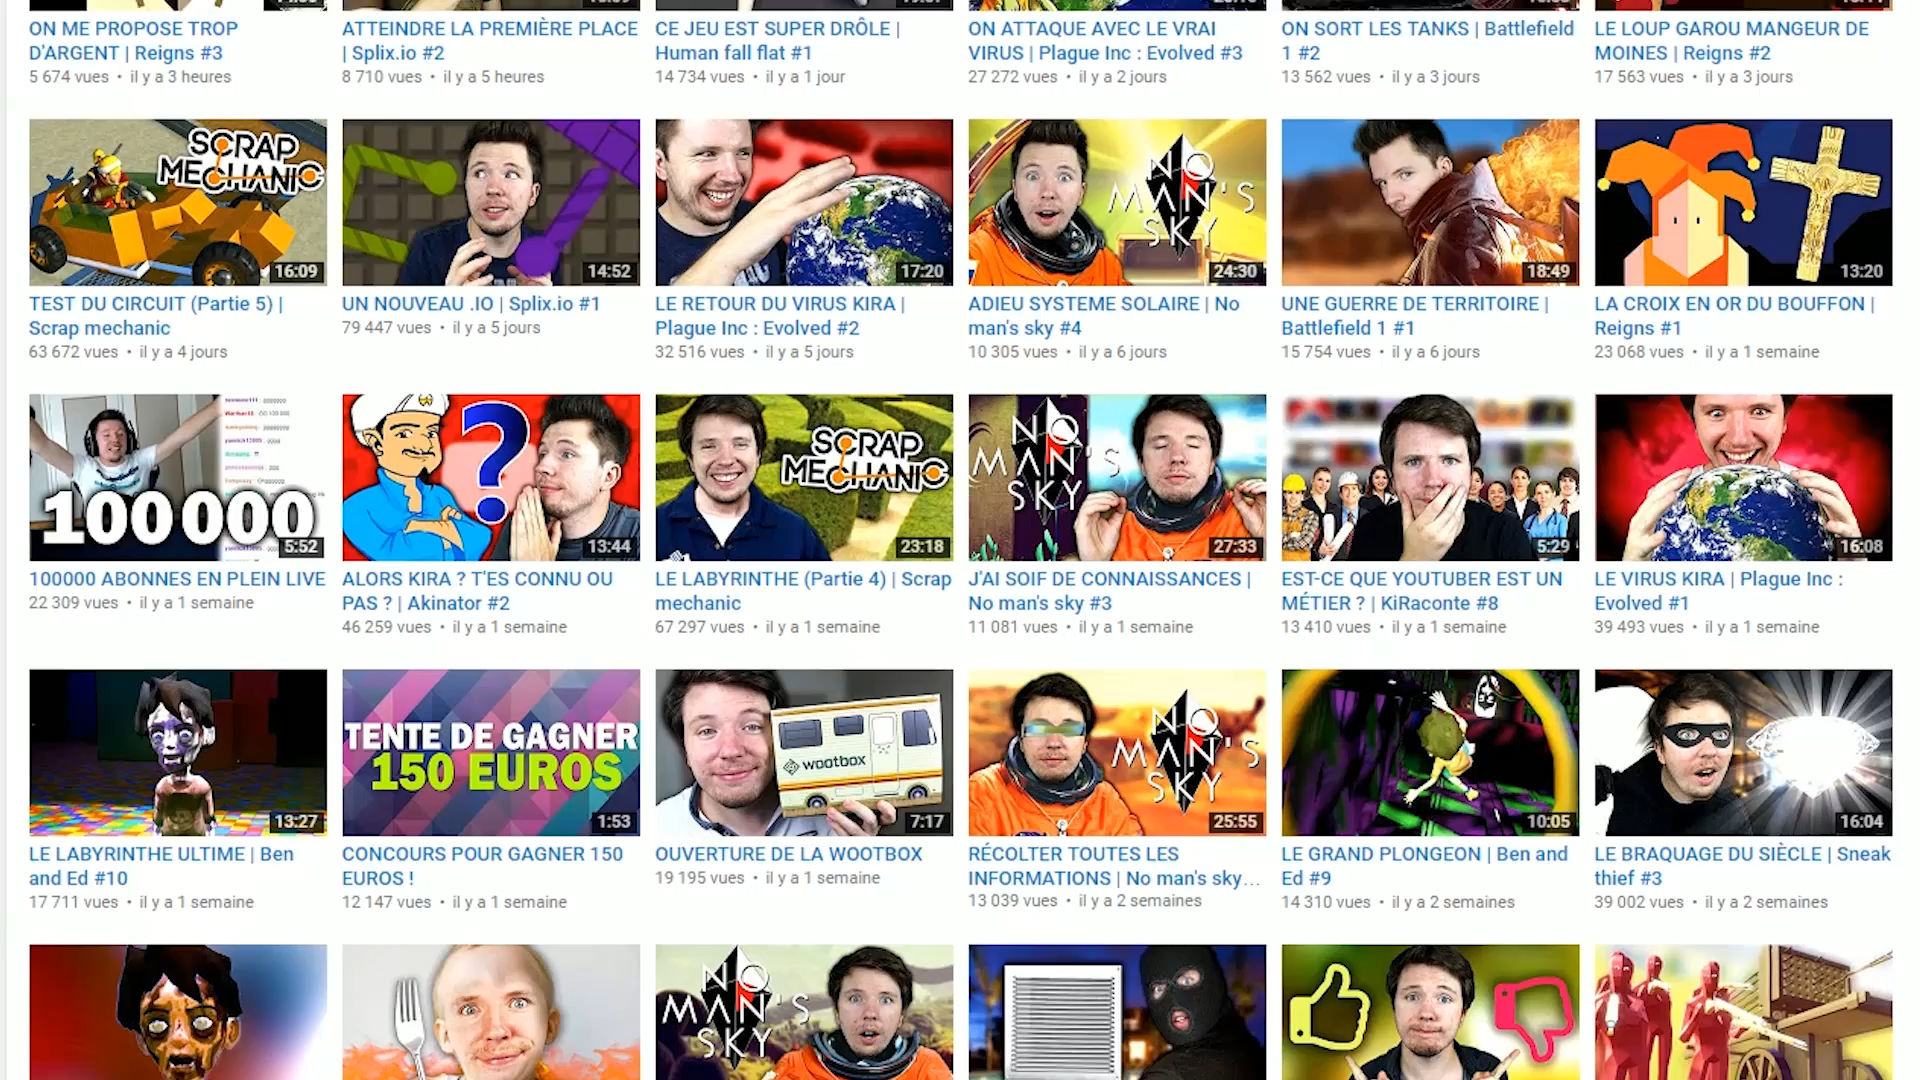 ON ME PROPOSE TROP
D'ARGENT | Reigns #3
5 674 vues • il y a 3 heures
ATTEINDRE LA PREMIÈRE PLACE
| Splix.io #2
8 710 vues • il y a 5 heures
CE JEU EST SUPER DRÔLE |
Human fall flat #1
14 734 vues • il y a 1 jour
ON ATTAQUE AVEC LE VRAI
VIRUS | Plague Inc : Evolved #3
27 272 vues • il y a 2 jours
ON SORT LES TANKS | Battlefield
1 #2
13 562 vues • il y a 3 jours
LE LOUP GAROU MANGEUR DE
MOINES | Reigns #2
17 563 vues • il y a 3 jours
SCRAP
MECHANIC
16:09
TEST DU CIRCUIT (Partie 5) |
Scrap mechanic
63 672 vues • il y a 4 jours
14:52
UN NOUVEAU .IO | Splix.io #1
79 447 vues • il y a 5 jours
17:20
LE RETOUR DU VIRUS KIRA |
Plague Inc : Evolved #2
32 516 vues • il y a 5 jours
NO
MAN'S
SKY
24:30
ADIEU SYSTEME SOLAIRE | No
man's sky #4
10 305 vues • il y a 6 jours
18:49
UNE GUERRE DE TERRITOIRE |
Battlefield 1 #1
15 754 vues • il y a 6 jours
13:20
LA CROIX EN OR DU BOUFFON |
Reigns #1
23 068 vues • il y a 1 semaine
100 000
5:52
100000 ABONNES EN PLEIN LIVE
22 309 vues • il y a 1 semaine
?
13:44
ALORS KIRA ? T'ES CONNU OU
PAS ? | Akinator #2
46 259 vues • il y a 1 semaine
SCRAP
MECHANIC
23:18
LE LABYRINTHE (Partie 4) | Scrap
mechanic
67 297 vues • il y a 1 semaine
NO
MAN'S
SKY
27:33
J'AI SOIF DE CONNAISSANCES |
No man's sky #3
11 081 vues • il y a 1 semaine
5:29
EST-CE QUE YOUTUBER EST UN
MÉTIER ? | KiRaconte #8
13 410 vues • il y a 1 semaine
16:08
LE VIRUS KIRA | Plague Inc :
Evolved #1
39 493 vues • il y a 1 semaine
13:27
LE LABYRINTHE ULTIME | Ben
and Ed #10
17 711 vues • il y a 1 semaine
TENTE DE GAGNER
150 EUROS
1:53
CONCOURS POUR GAGNER 150
EUROS !
12 147 vues • il y a 1 semaine
wootbox
7:17
OUVERTURE DE LA WOOTBOX
19 195 vues • il y a 1 semaine
NO
MAN'S
SKY
25:55
RÉCOLTER TOUTES LES
INFORMATIONS | No man's sky...
13 039 vues • il y a 2 semaines
10:05
LE GRAND PLONGEON | Ben and
Ed #9
14 310 vues • il y a 2 semaines
16:04
LE BRAQUAGE DU SIÈCLE | Sneak
thief #3
39 002 vues • il y a 2 semaines
NO
MAN'S
SKY